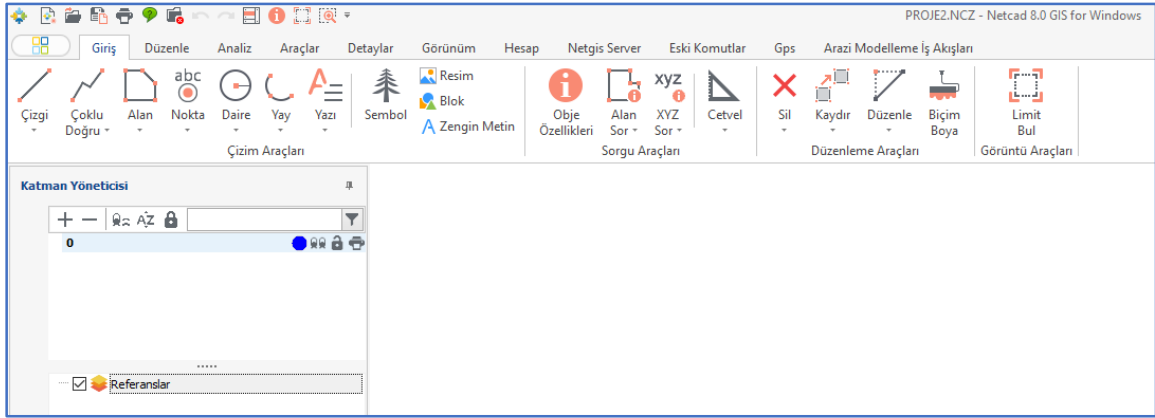 PROJE2.NCZ - Netcad 8.0 GIS for Windows
Giriş Düzenle Analiz Araçlar Detaylar Görünüm Hesap Netgis Server Eski Komutlar Gps Arazi Modelleme İş Akışları
abc
xyz
Resim
Blok
Zengin Metin
Çizgi Çoklu Doğru Alan Nokta Daire Yay Yazı Sembol Obje Özellikleri Alan Sor XYZ Sor Cetvel Sil Kaydır Düzenle Biçim Boya Limit Bul
Çizim Araçları Sorgu Araçları Düzenleme Araçları Görüntü Araçları
Katman Yöneticisi
AZ
0
Referanslar